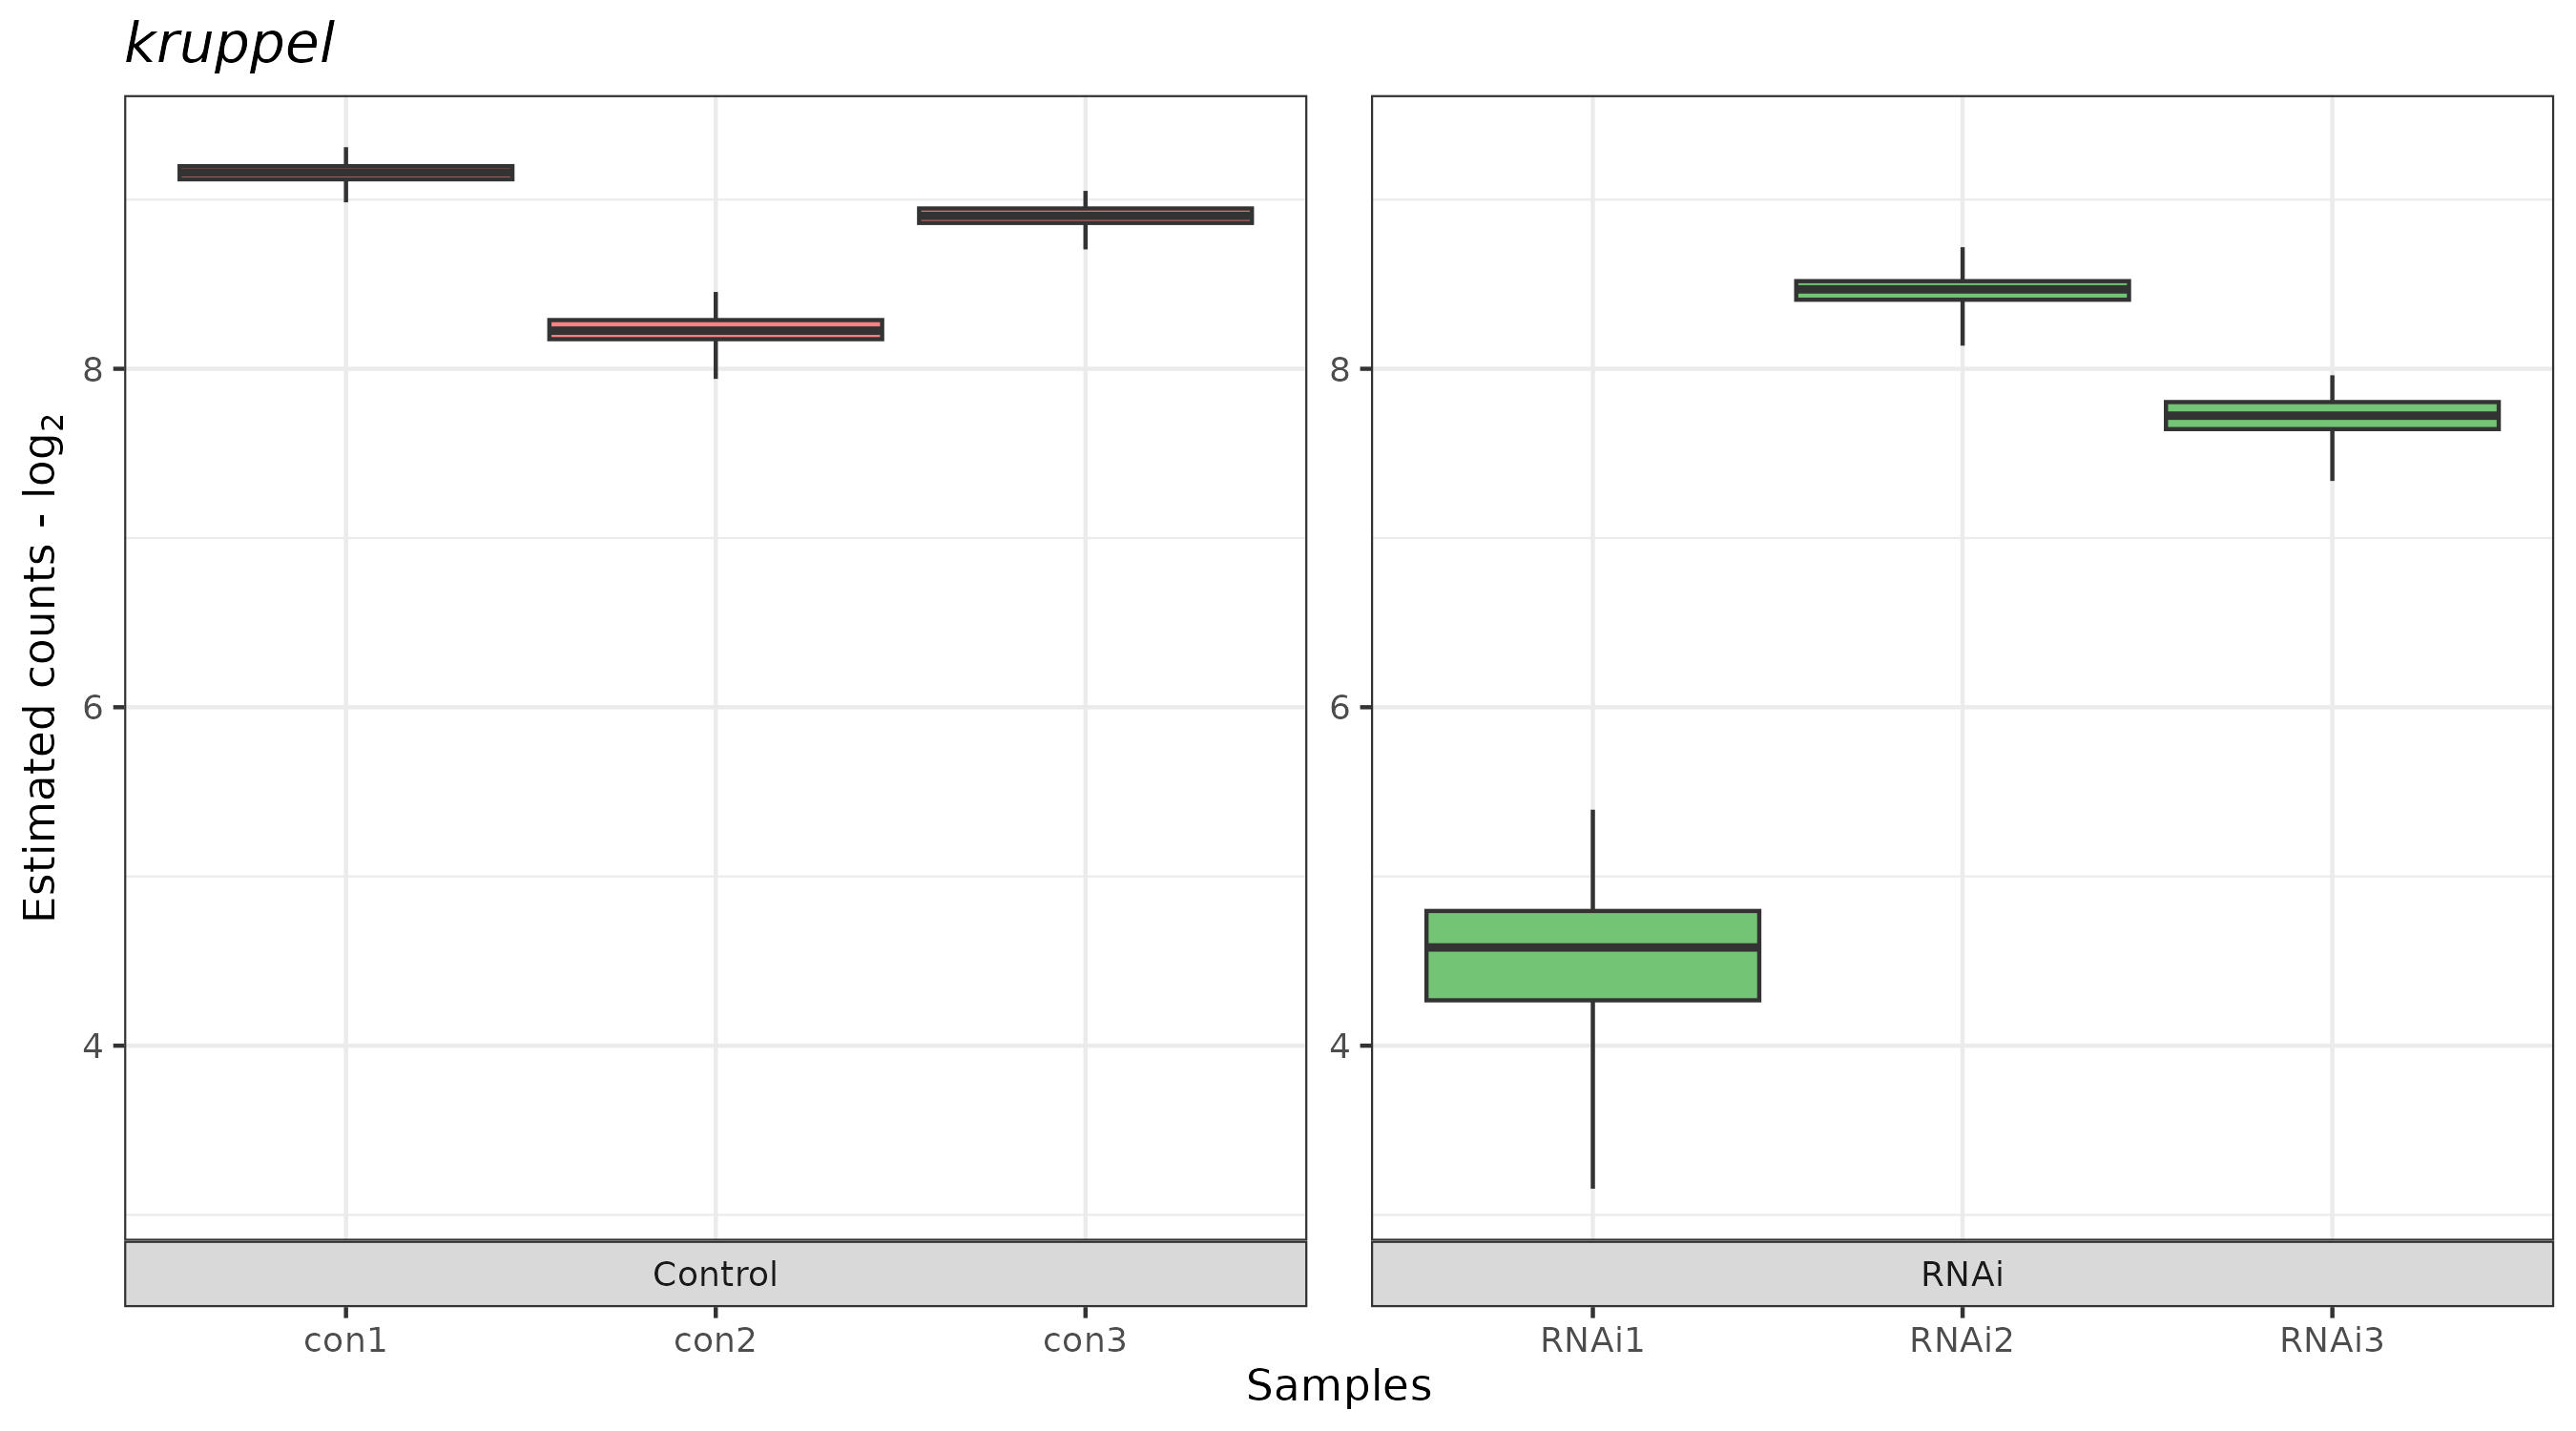 kruppel
Estimated counts - log₂
8
6
4
8
6
4
Control
RNAi
con1
con2
con3
RNAi1
RNAi2
RNAi3
Samples